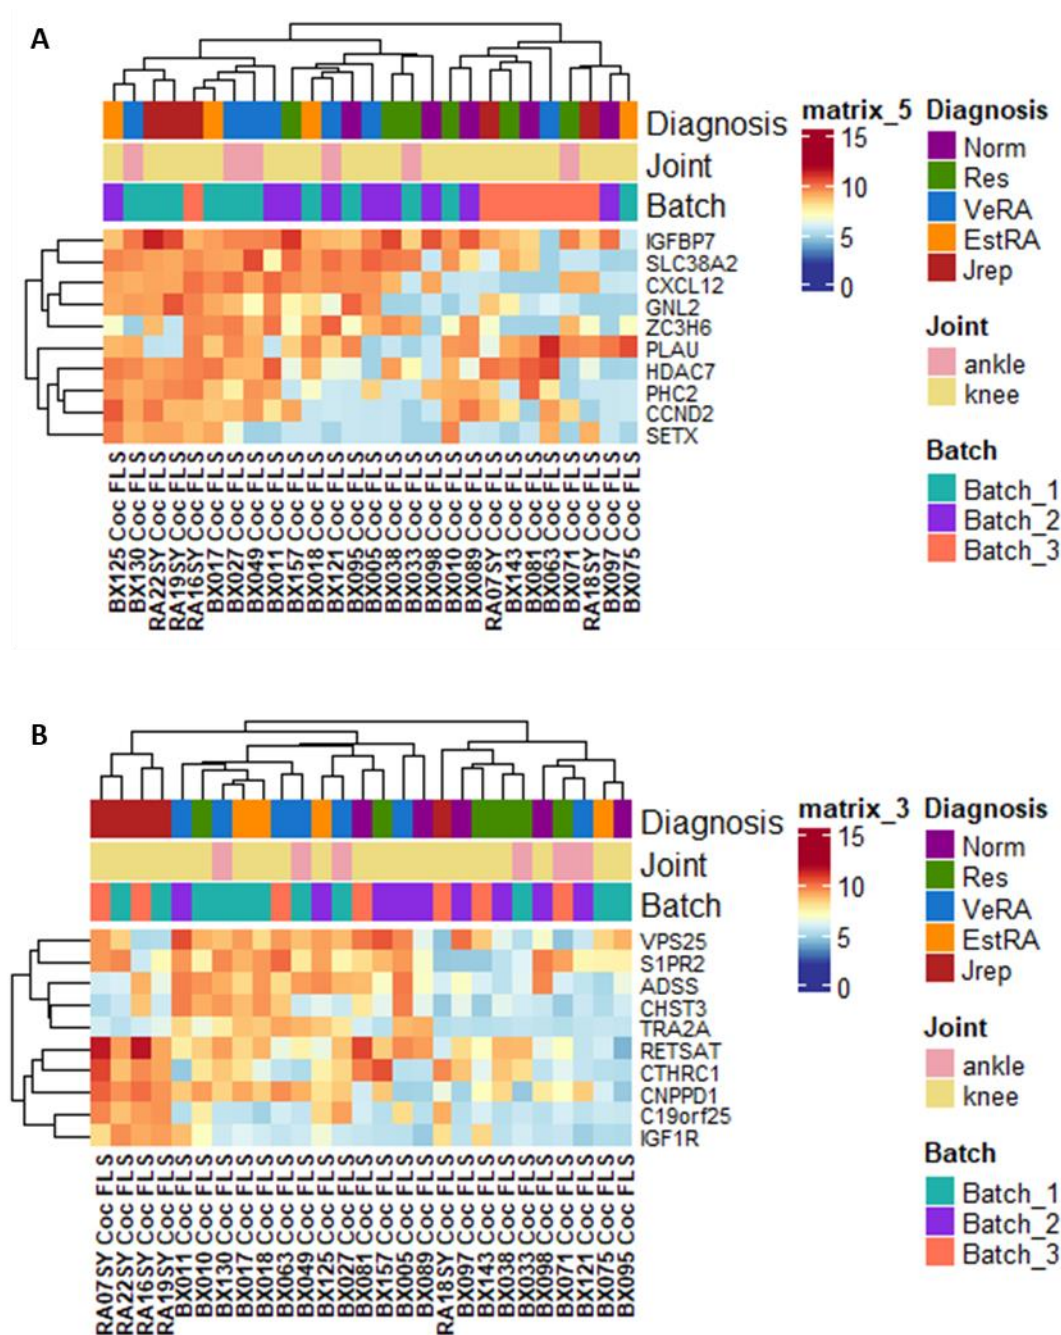 A
Diagnosis
Joint
Batch
IGFBP7
SLC38A2
CXCL12
GNL2
ZC3H6
PLAU
HDAC7
PHC2
CCND2
SETX
BX125 Coc FLS
BX130 Coc FLS
RA22SY Coc FLS
RA19SY Coc FLS
RA16SY Coc FLS
BX017 Coc FLS
BX027 Coc FLS
BX049 Coc FLS
BX011 Coc FLS
BX157 Coc FLS
BX018 Coc FLS
BX121 Coc FLS
BX095 Coc FLS
BX005 Coc FLS
BX038 Coc FLS
BX033 Coc FLS
BX098 Coc FLS
BX010 Coc FLS
BX089 Coc FLS
RA07SY Coc FLS
BX143 Coc FLS
BX081 Coc FLS
BX063 Coc FLS
BX071 Coc FLS
RA18SY Coc FLS
BX097 Coc FLS
BX075 Coc FLS
matrix_5
15
10
5
0
Diagnosis
Norm
Res
VeRA
EstRA
Jrep
Joint
ankle
knee
Batch
Batch_1
Batch_2
Batch_3
B
Diagnosis
Joint
Batch
VPS25
S1PR2
ADSS
CHST3
TRA2A
RETSAT
CTHRC1
CNPPD1
C19orf25
IGF1R
RA07SY Coc FLS
RA22SY Coc FLS
RA16SY Coc FLS
RA19SY Coc FLS
BX011 Coc FLS
BX010 Coc FLS
BX130 Coc FLS
BX017 Coc FLS
BX018 Coc FLS
BX063 Coc FLS
BX049 Coc FLS
BX125 Coc FLS
BX027 Coc FLS
BX081 Coc FLS
BX157 Coc FLS
BX005 Coc FLS
BX089 Coc FLS
RA18SY Coc FLS
BX097 Coc FLS
BX143 Coc FLS
BX038 Coc FLS
BX033 Coc FLS
BX098 Coc FLS
BX071 Coc FLS
BX121 Coc FLS
BX075 Coc FLS
BX095 Coc FLS
matrix_3
15
10
5
0
Diagnosis
Norm
Res
VeRA
EstRA
Jrep
Joint
ankle
knee
Batch
Batch_1
Batch_2
Batch_3